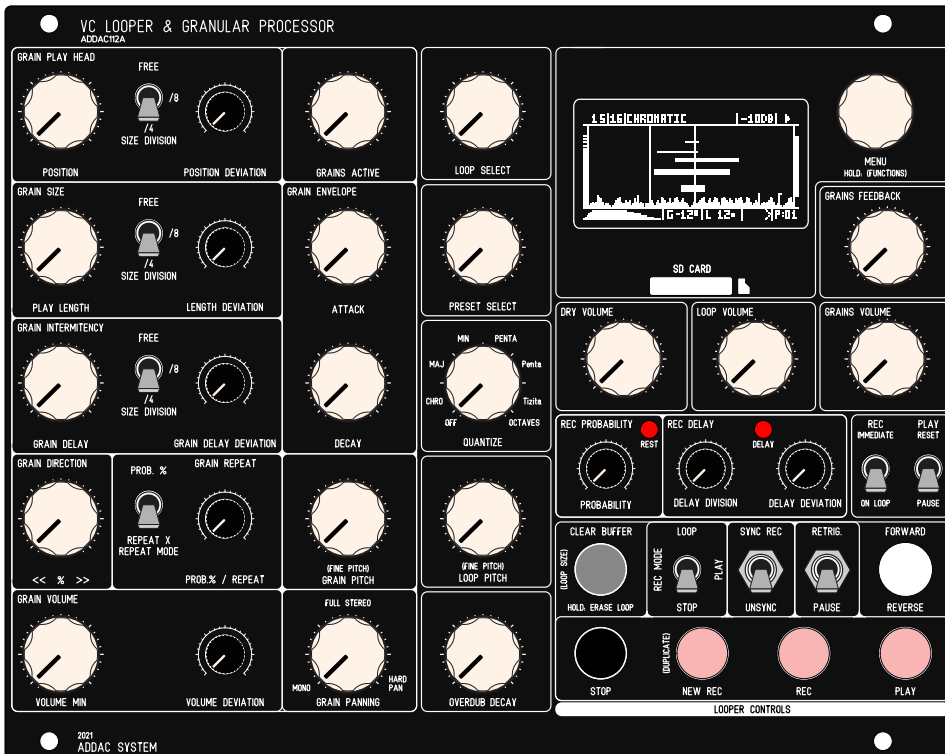 VC LOOPER & GRANULAR PROCESSOR
ADDAC112A
GRAIN PLAY HEAD
FREE
/8
/4
SIZE DIVISION
POSITION
POSITION DEVIATION
GRAINS ACTIVE
LOOP SELECT
15|16|CHROMATIC |-10DB|
|G-12 |L 12 | P:01
MENU
HOLD: (FUNCTIONS)
GRAIN SIZE
FREE
/8
/4
SIZE DIVISION
PLAY LENGTH
LENGTH DEVIATION
GRAIN ENVELOPE
ATTACK
PRESET SELECT
SD CARD
GRAINS FEEDBACK
GRAIN INTERMITENCY
FREE
/8
/4
SIZE DIVISION
GRAIN DELAY
GRAIN DELAY DEVIATION
DECAY
MIN
PENTA
MAJ
Penta
CHRO
Tizita
OFF
OCTAVES
QUANTIZE
DRY VOLUME
LOOP VOLUME
GRAINS VOLUME
REC PROBABILITY
REST
PROBABILITY
REC DELAY
DELAY
DELAY DIVISION
DELAY DEVIATION
REC
IMMEDIATE
ON LOOP
PLAY
RESET
PAUSE
GRAIN DIRECTION
<< % >>
PROB. %
REPEAT X
REPEAT MODE
GRAIN REPEAT
PROB.% / REPEAT
(FINE PITCH)
GRAIN PITCH
(FINE PITCH)
LOOP PITCH
CLEAR BUFFER
(LOOP SIZE)
HOLD: ERASE LOOP
LOOP
REC MODE
PLAY
STOP
SYNC REC
UNSYNC
RETRIG.
PAUSE
FORWARD
REVERSE
GRAIN VOLUME
VOLUME MIN
VOLUME DEVIATION
FULL STEREO
MONO
HARD
PAN
GRAIN PANNING
OVERDUB DECAY
STOP
(DUPLICATE)
NEW REC
REC
PLAY
LOOPER CONTROLS
2021
ADDAC SYSTEM